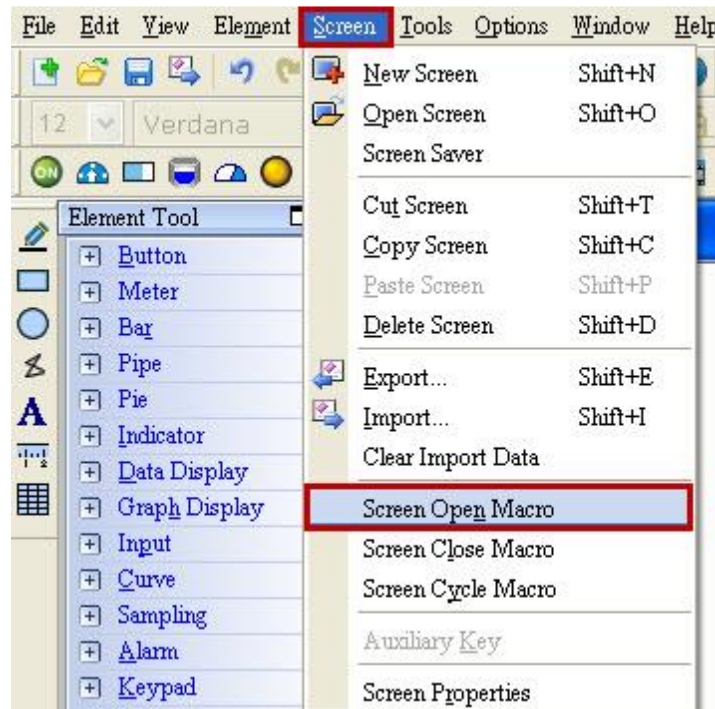 File Edit View Element Screen Tools Options Window Help
New Screen Shift+N
12 Verdana
Open Screen Shift+O
Screen Saver
ON
Element Tool
Cut Screen Shift+T
Button
Copy Screen Shift+C
Meter
Paste Screen Shift+P
Bar
Delete Screen Shift+D
Pipe
Export... Shift+E
Pie
A
Import... Shift+I
Indicator
Clear Import Data
Data Display
Graph Display
Screen Open Macro
Input
Screen Close Macro
Curve
Screen Cycle Macro
Sampling
Alarm
Auxiliary Key
Keypad
Screen Properties